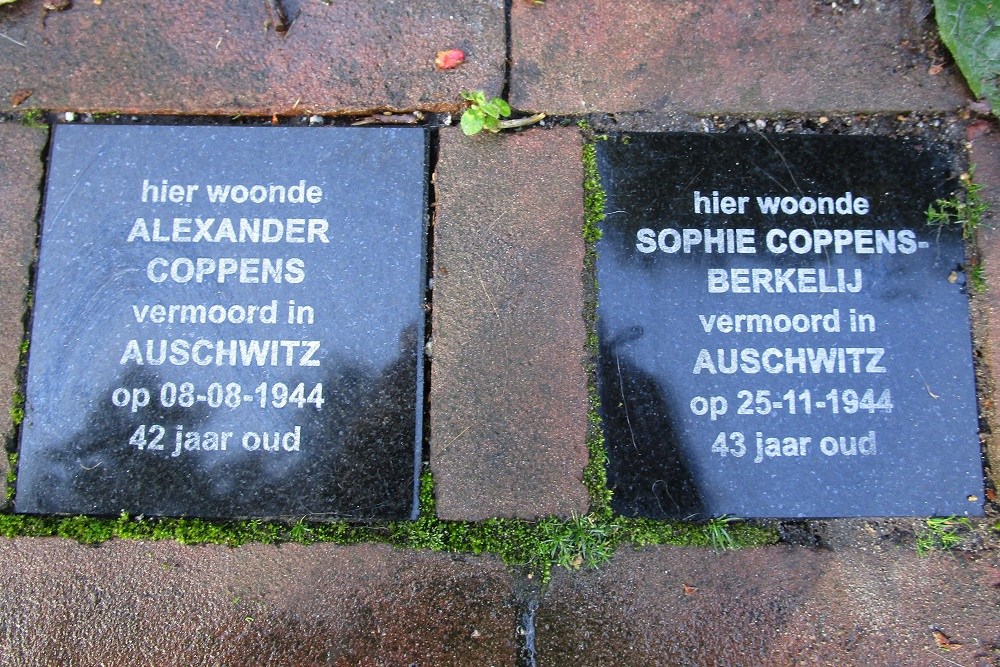 hier woonde
ALEXANDER
COPPENS
vermoord in
AUSCHWITZ
op 08-08-1944
42 jaar oud
hier woonde
SOPHIE COPPENS-
BERKELIJ
vermoord in
AUSCHWITZ
op 25-11-1944
43 jaar oud